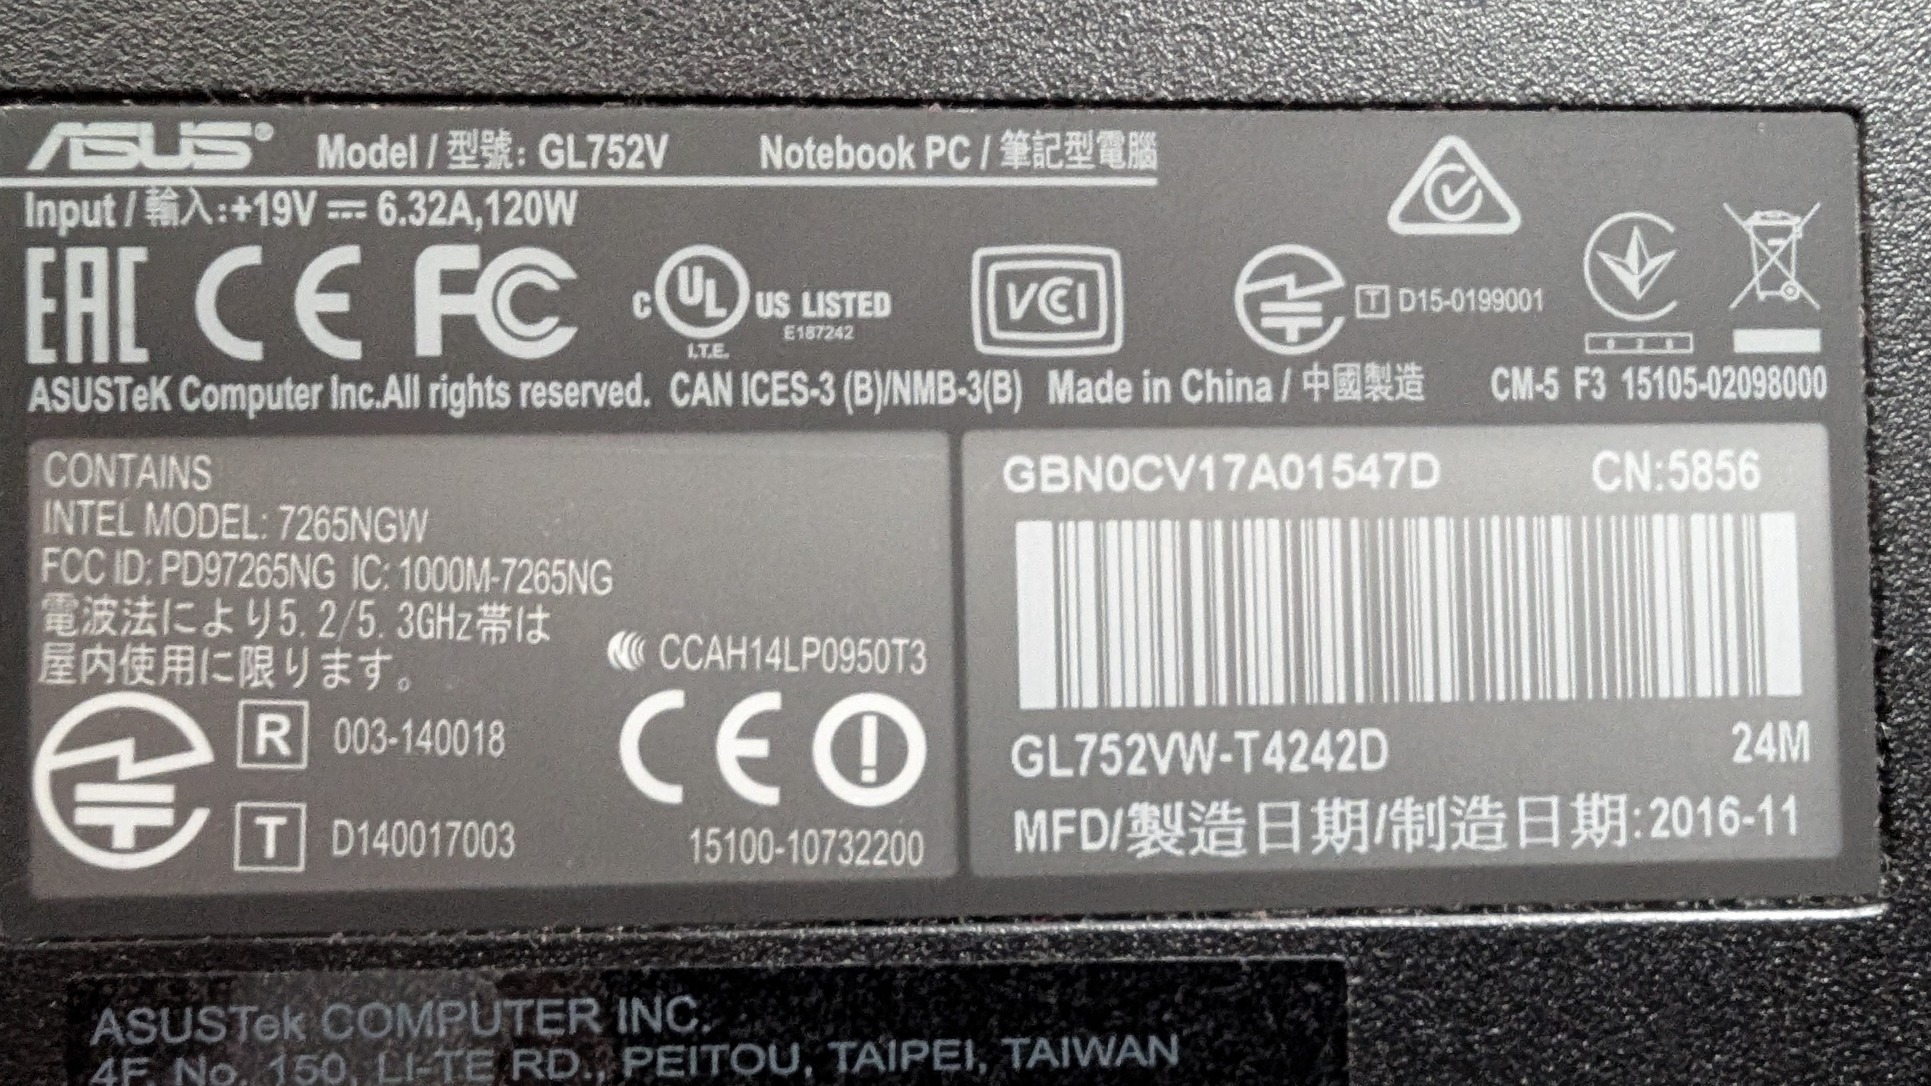 ASUS® Model / 型號: GL752V Notebook PC / 筆記型電腦
Input / 輸入:+19V ⎓ 6.32A,120W
EAC CE FC C UL US LISTED VCCI T D15-0199001
E187242
I.T.E.
028
ASUSTeK Computer Inc.All rights reserved. CAN ICES-3 (B)/NMB-3(B) Made in China / 中國製造 CM-5 F3 15105-02098000
CONTAINS
INTEL MODEL: 7265NGW
FCC ID: PD97265NG IC: 1000M-7265NG
電波法により5.2/5.3GHz帯は
屋内使用に限ります。
CCAH14LP0950T3
R 003-140018
CE
T D140017003
15100-10732200
GBN0CV17A01547D CN:5856
GL752VW-T4242D 24M
MFD/製造日期/制造日期:2016-11
ASUSTek COMPUTER INC.
4F, No. 150, LI-TE RD., PEITOU, TAIPEI, TAIWAN